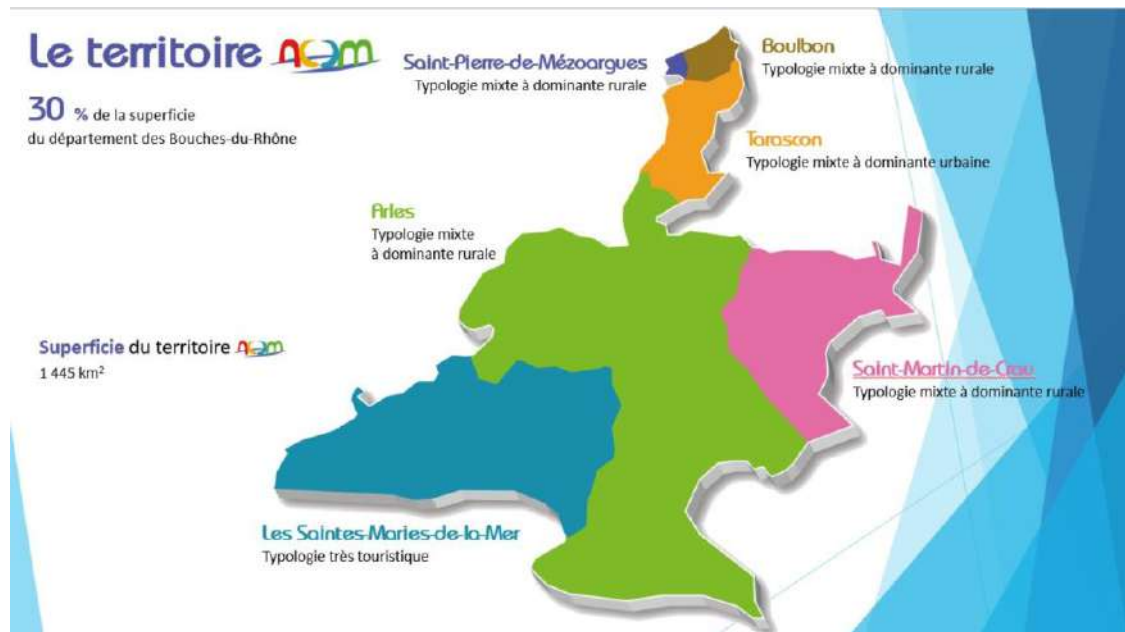 Le territoire ACCM
30 % de la superficie
du département des Bouches-du-Rhône
Saint-Pierre-de-Mézoargues
Typologie mixte à dominante rurale
Boulbon
Typologie mixte à dominante rurale
Tarascon
Typologie mixte à dominante urbaine
Arles
Typologie mixte
à dominante rurale
Superficie du territoire ACCM
1 445 km²
Saint-Martin-de-Crau
Typologie mixte à dominante rurale
Les Saintes-Maries-de-la-Mer
Typologie très touristique